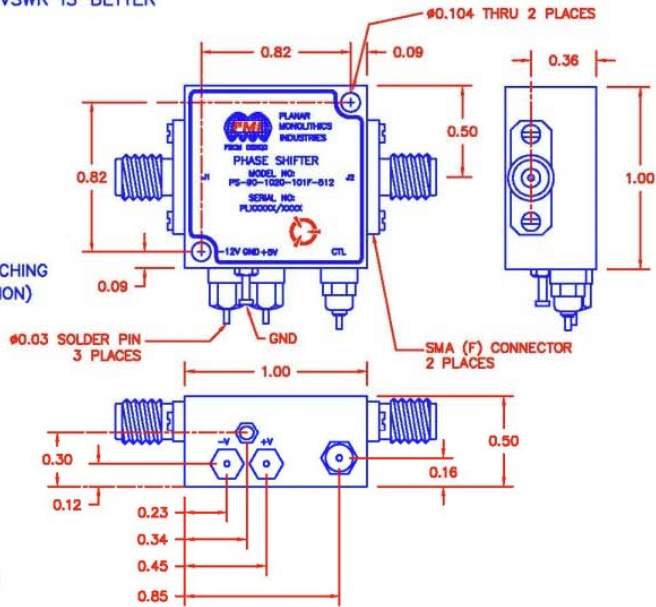 VSWR IS BETTER
ø0.104 THRU 2 PLACES
0.82
0.09
0.36
PMI
PLANAR
MONOLITHICS
INDUSTRIES
PHASE SHIFTER
MODEL NO:
PS-90-1020-101F-512
SERIAL NO:
PLXXXXX/XXXX
J1
J2
-12V GND +5V
CTL
0.50
0.82
1.00
CHING
ION)
0.09
ø0.03 SOLDER PIN
3 PLACES
GND
SMA (F) CONNECTOR
2 PLACES
1.00
-V
+V
0.50
0.30
0.16
0.12
0.23
0.34
0.45
0.85